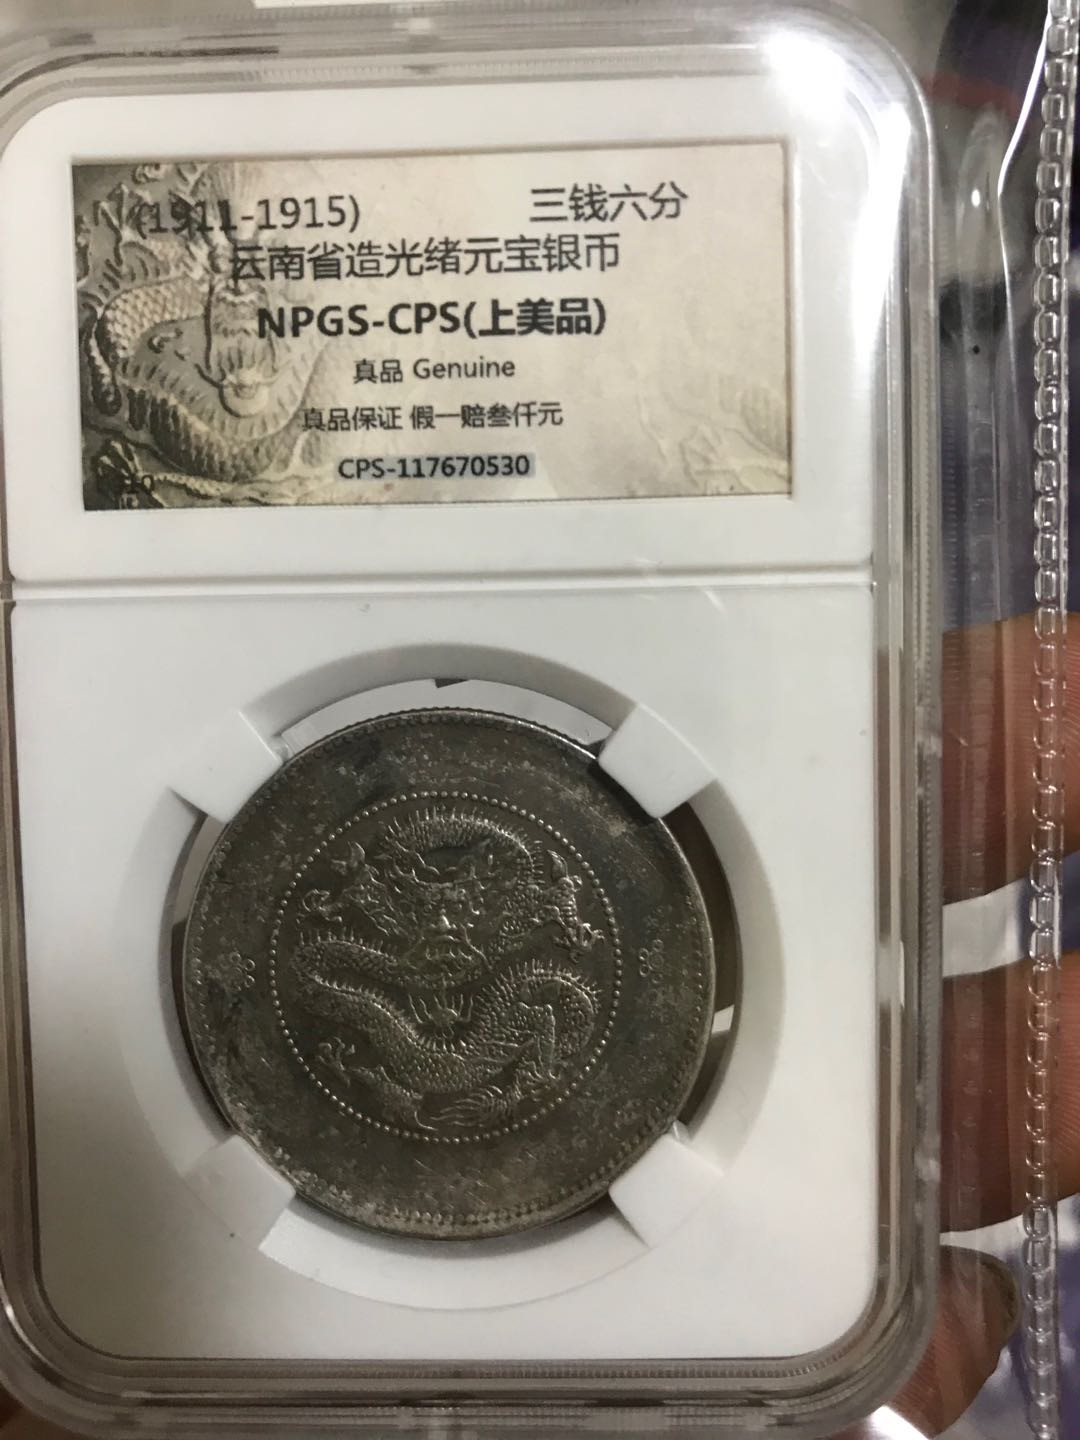 (1911-1915) 三钱六分
云南省造光绪元宝银币
NPGS-CPS(上美品)
真品 Genuine
真品保证 假一赔叁仟元
CPS-117670530